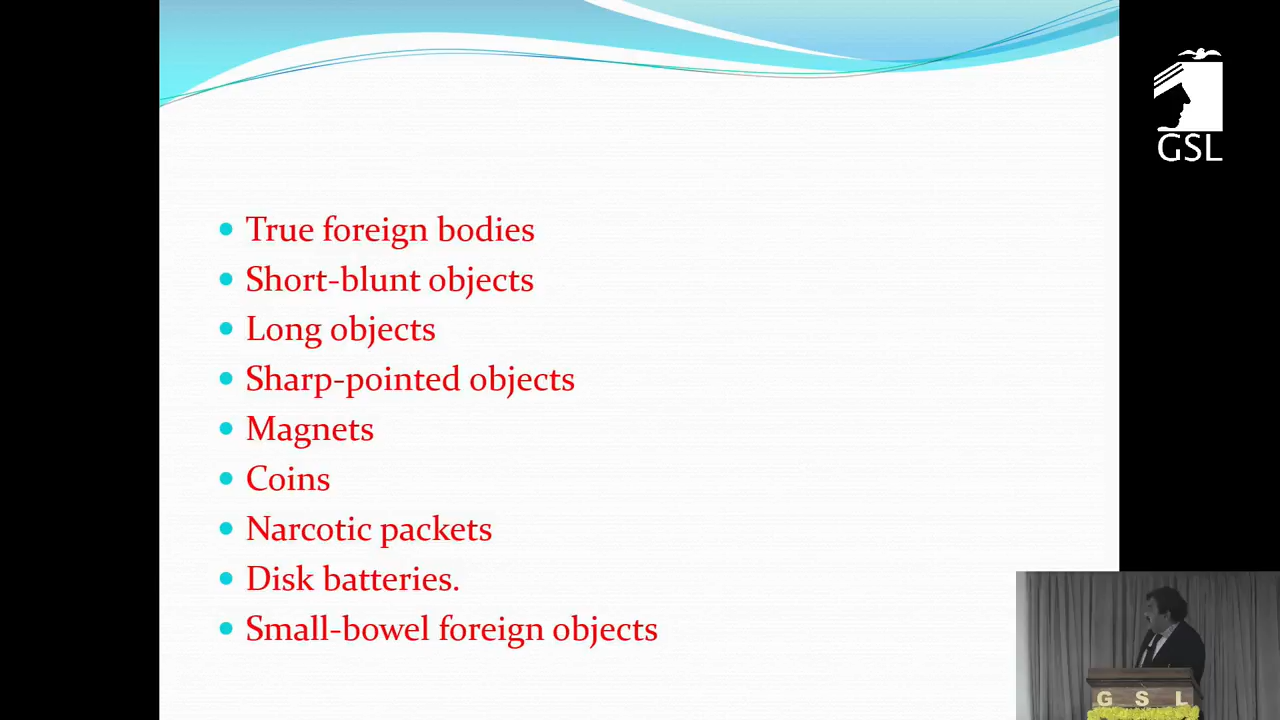 GSL
• True foreign bodies
• Short-blunt objects
• Long objects
• Sharp-pointed objects
• Magnets
• Coins
• Narcotic packets
• Disk batteries.
• Small-bowel foreign objects
G S L